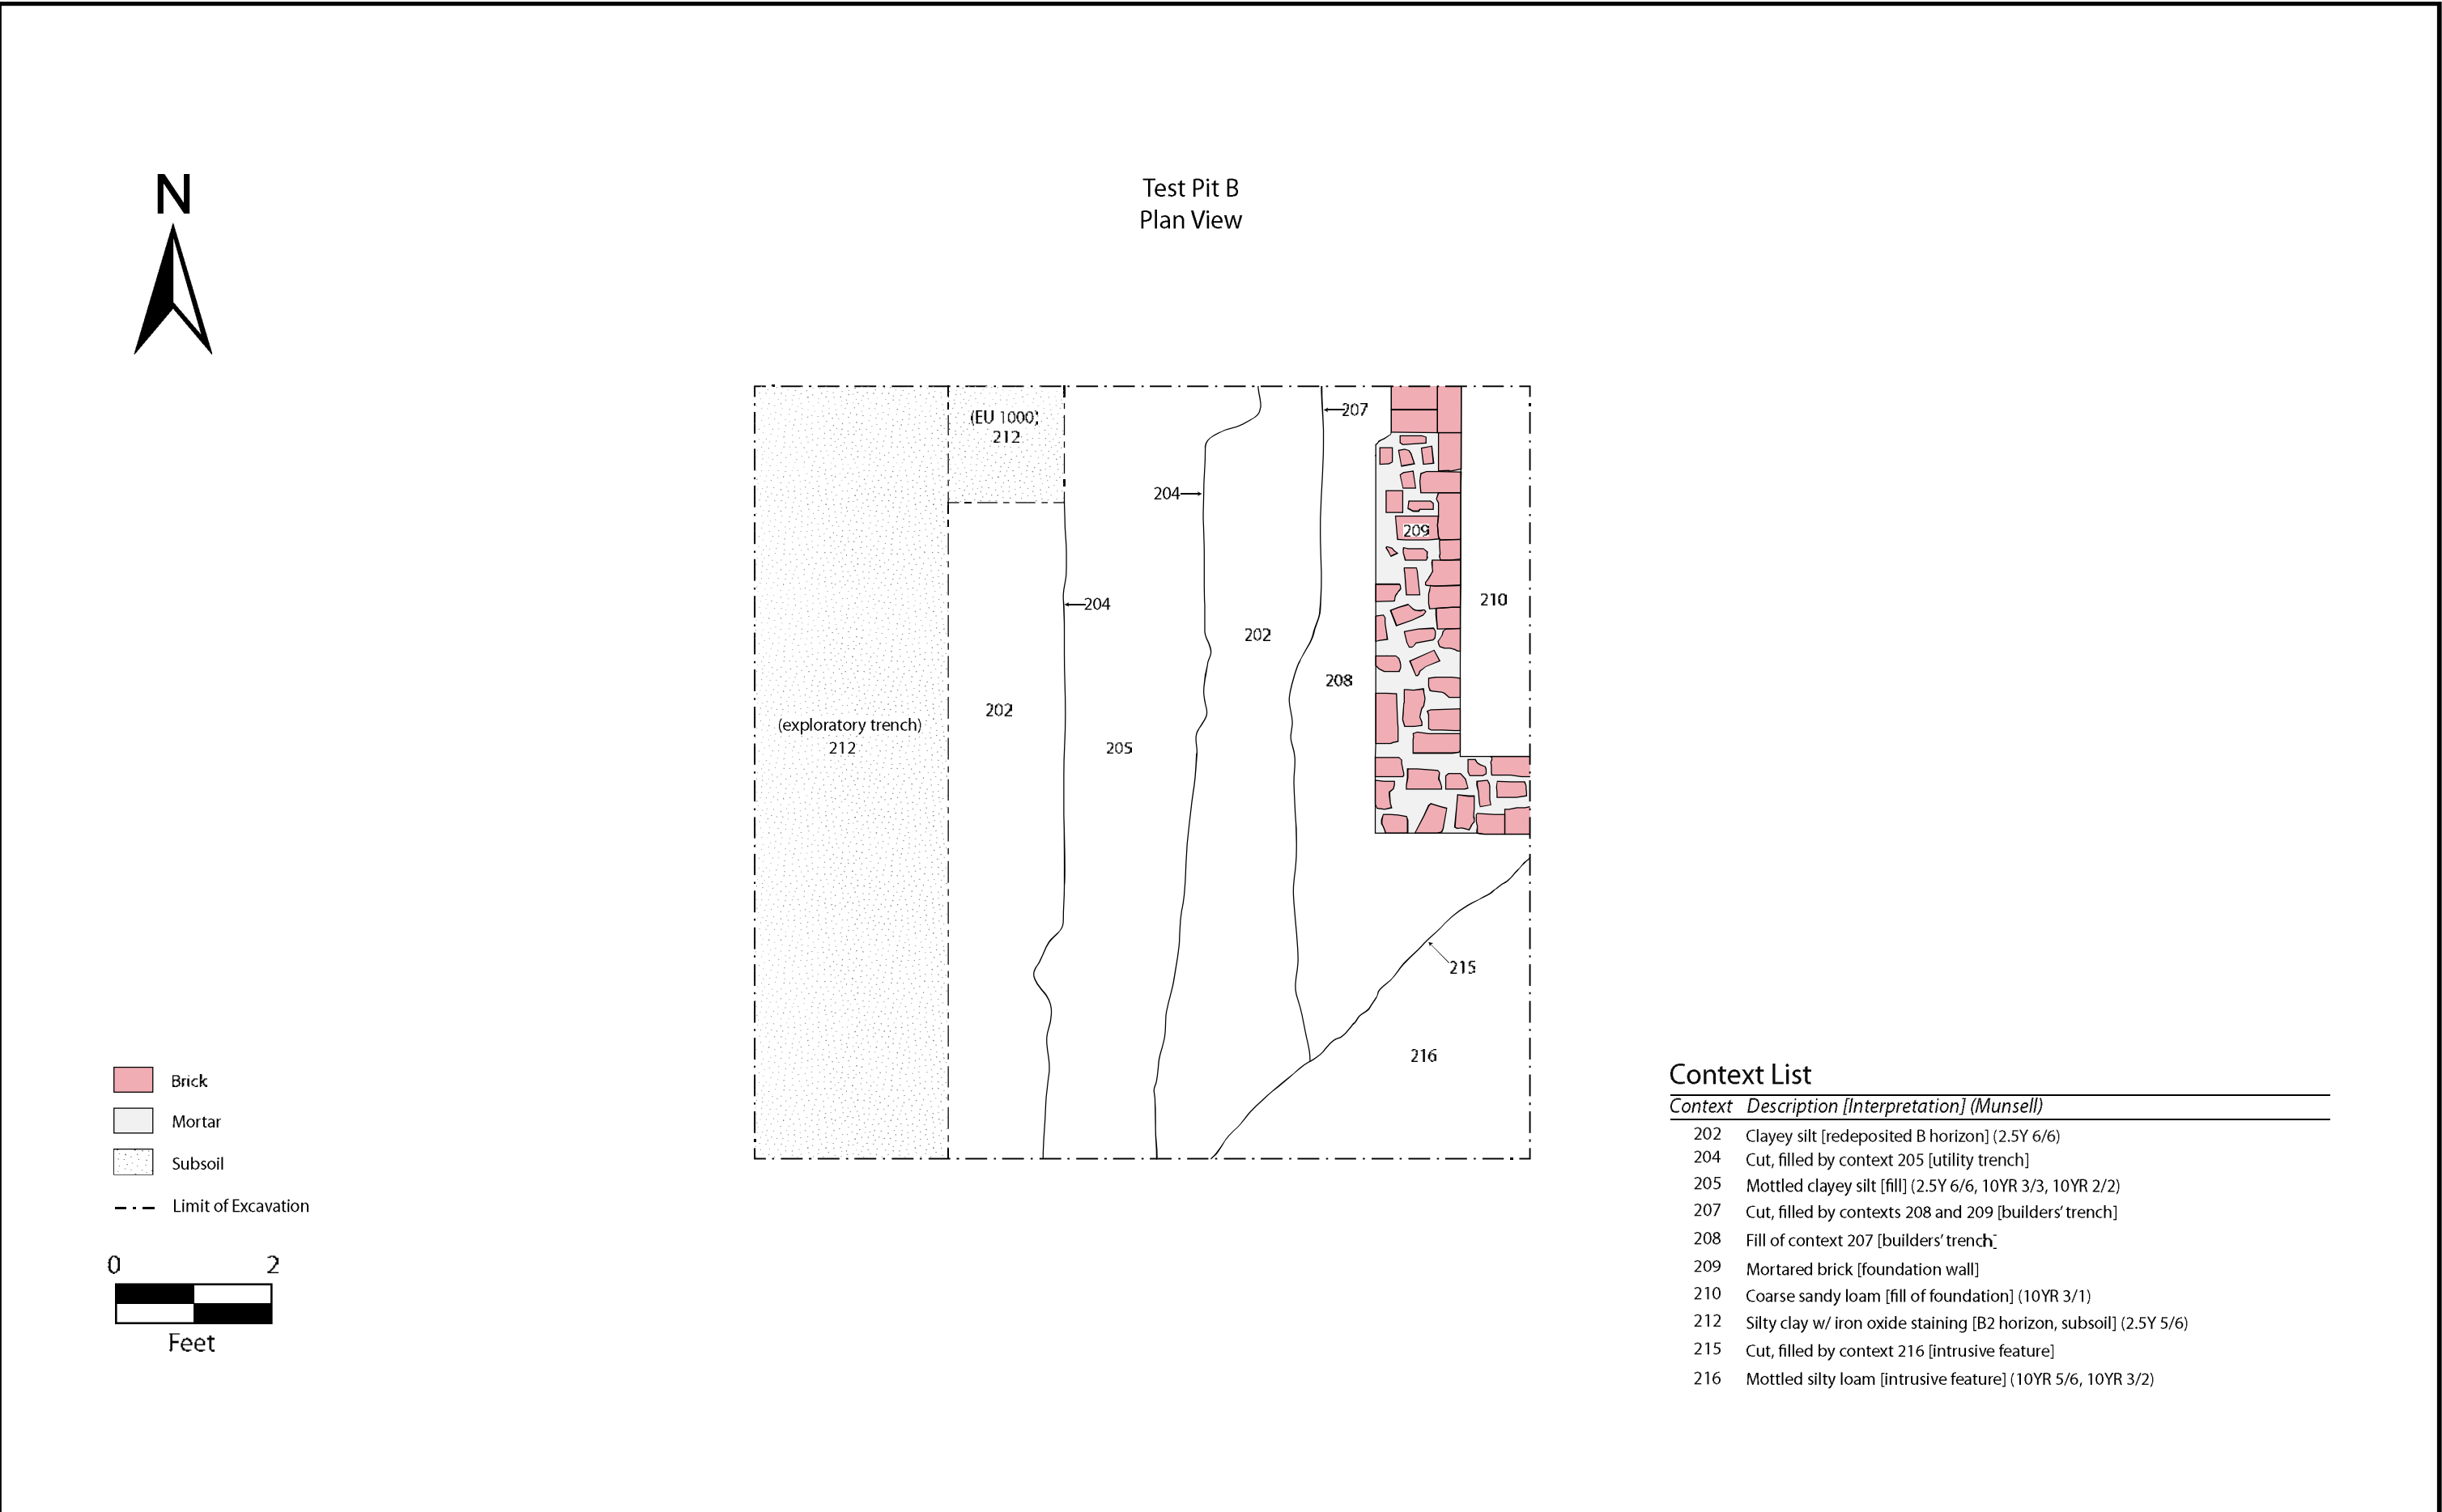 N
Test Pit B
Plan View
(EU 1000)
212
207
204
209
204
210
202
208
202
(exploratory trench)
212
205
215
216
Brick
Mortar
Subsoil
Limit of Excavation
0 2
Feet
Context List
Context Description [Interpretation] (Munsell)
202 Clayey silt [redeposited B horizon] (2.5Y 6/6)
204 Cut, filled by context 205 [utility trench]
205 Mottled clayey silt [fill] (2.5Y 6/6, 10YR 3/3, 10YR 2/2)
207 Cut, filled by contexts 208 and 209 [builders' trench]
208 Fill of context 207 [builders' trench]
209 Mortared brick [foundation wall]
210 Coarse sandy loam [fill of foundation] (10YR 3/1)
212 Silty clay w/ iron oxide staining [B2 horizon, subsoil] (2.5Y 5/6)
215 Cut, filled by context 216 [intrusive feature]
216 Mottled silty loam [intrusive feature] (10YR 5/6, 10YR 3/2)